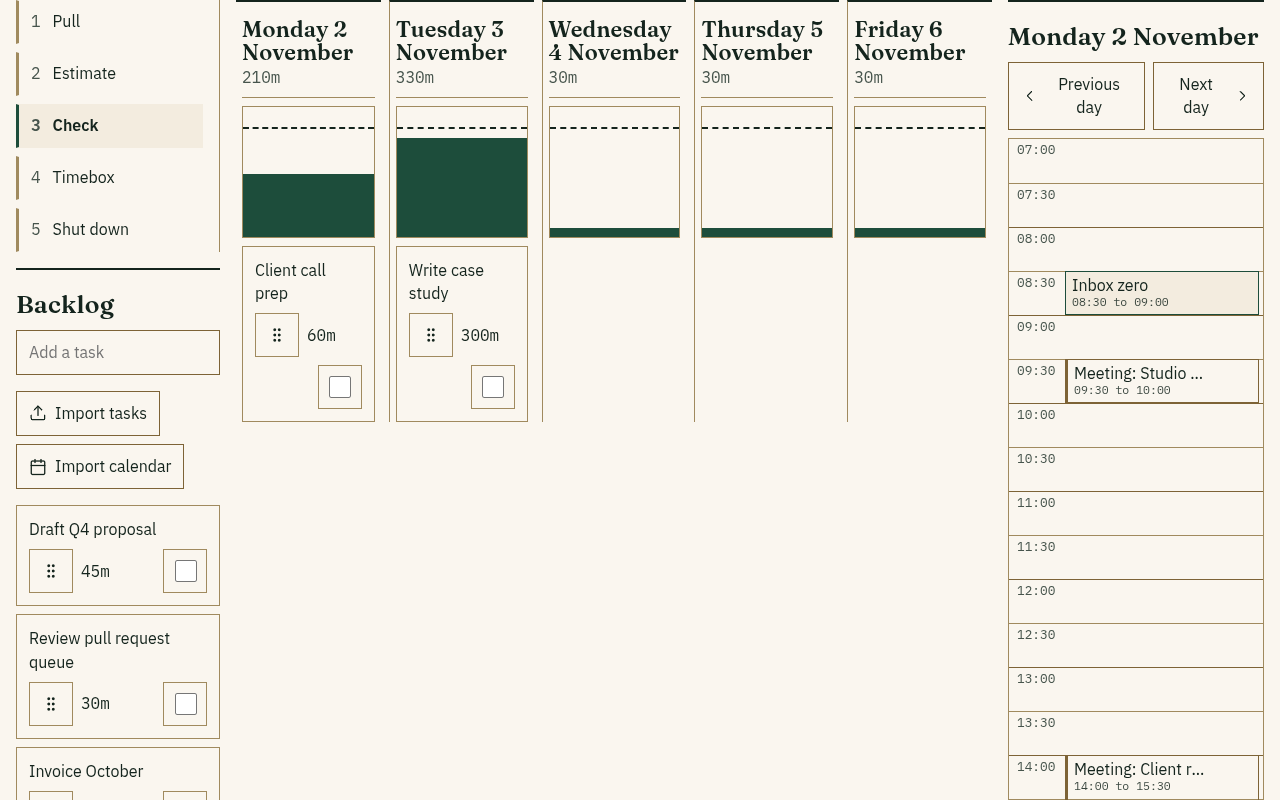 1 Pull
2 Estimate
3 Check
4 Timebox
5 Shut down
Backlog
Add a task
Import tasks
Import calendar
Draft Q4 proposal
45m
Review pull request
queue
30m
Invoice October
Monday 2
November
210m
Client call
prep
60m
Tuesday 3
November
330m
Write case
study
300m
Wednesday
4 November
30m
Thursday 5
November
30m
Friday 6
November
30m
Monday 2 November
Previous
day
Next
day
07:00
07:30
08:00
08:30
Inbox zero
08:30 to 09:00
09:00
09:30
Meeting: Studio ...
09:30 to 10:00
10:00
10:30
11:00
11:30
12:00
12:30
13:00
13:30
14:00
Meeting: Client r...
14:00 to 15:30